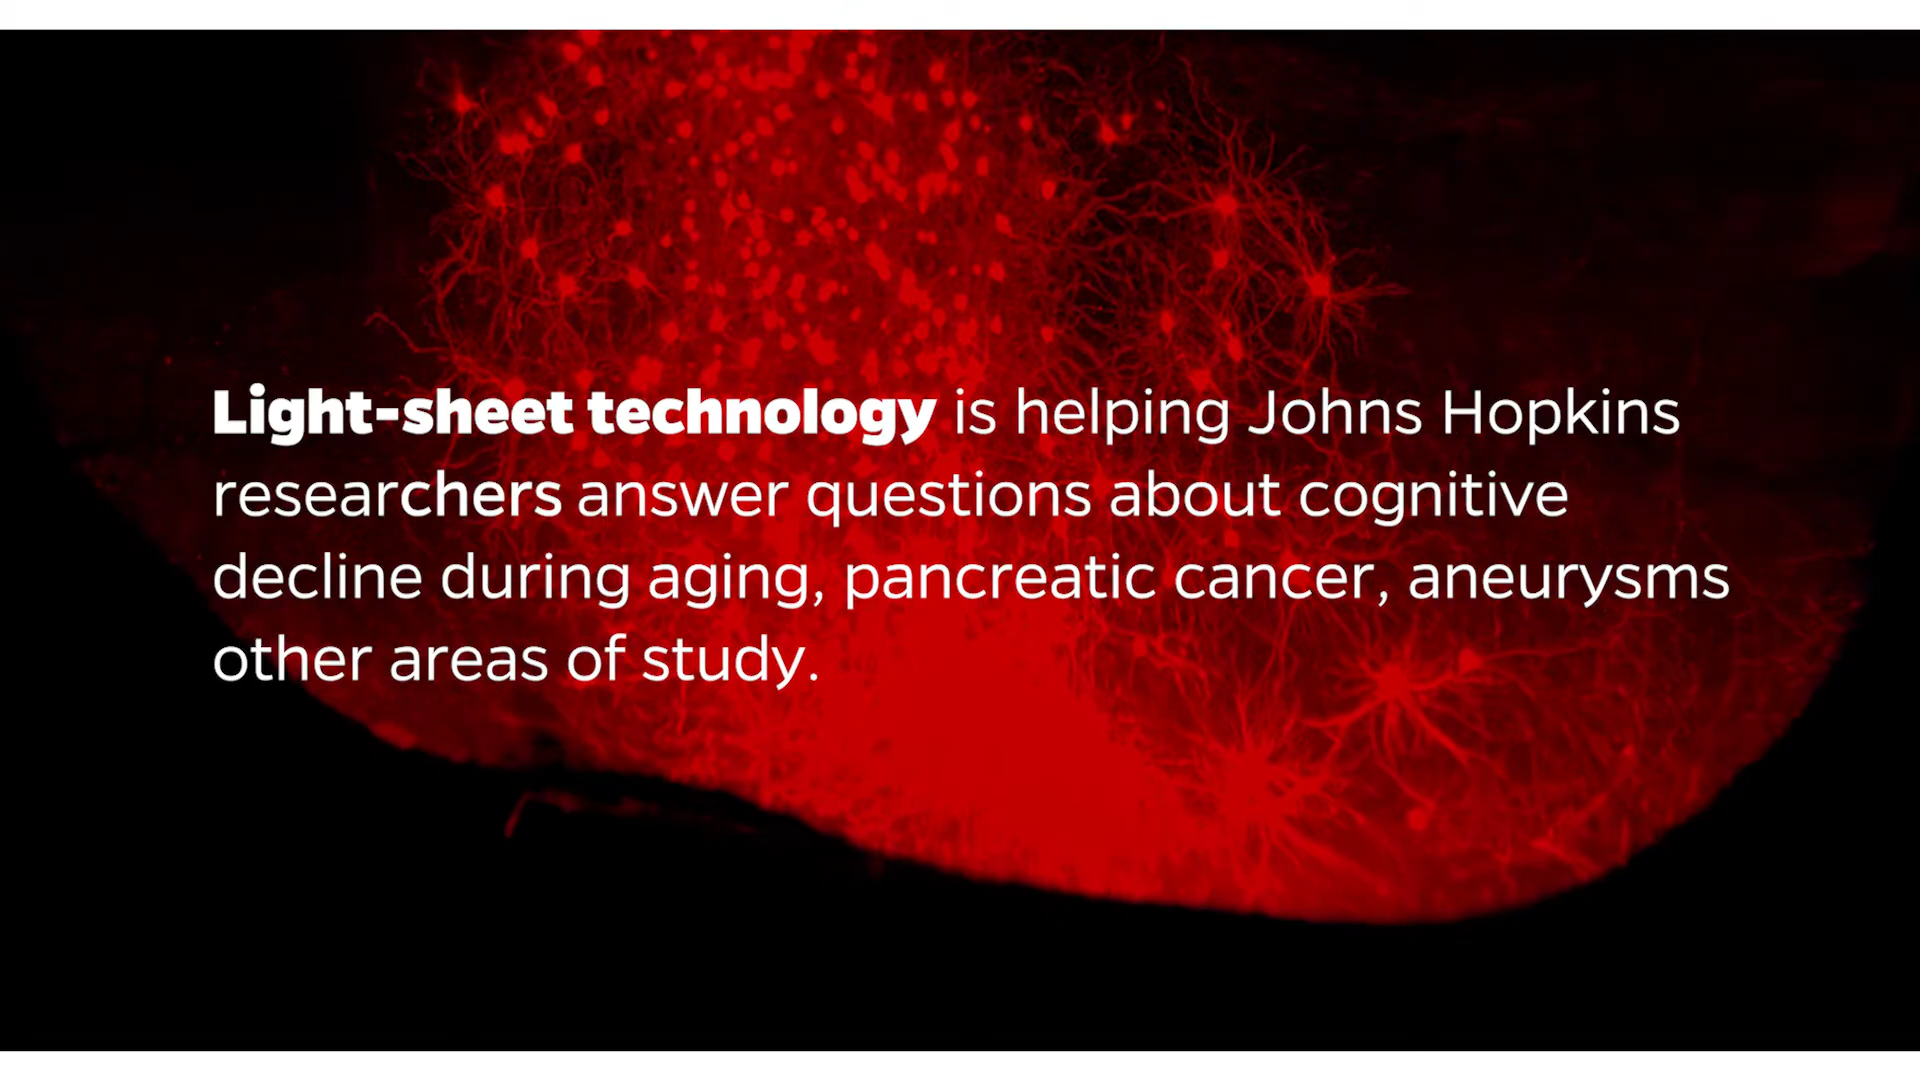 Light-sheet technology is helping Johns Hopkins
researchers answer questions about cognitive
decline during aging, pancreatic cancer, aneurysms
other areas of study.